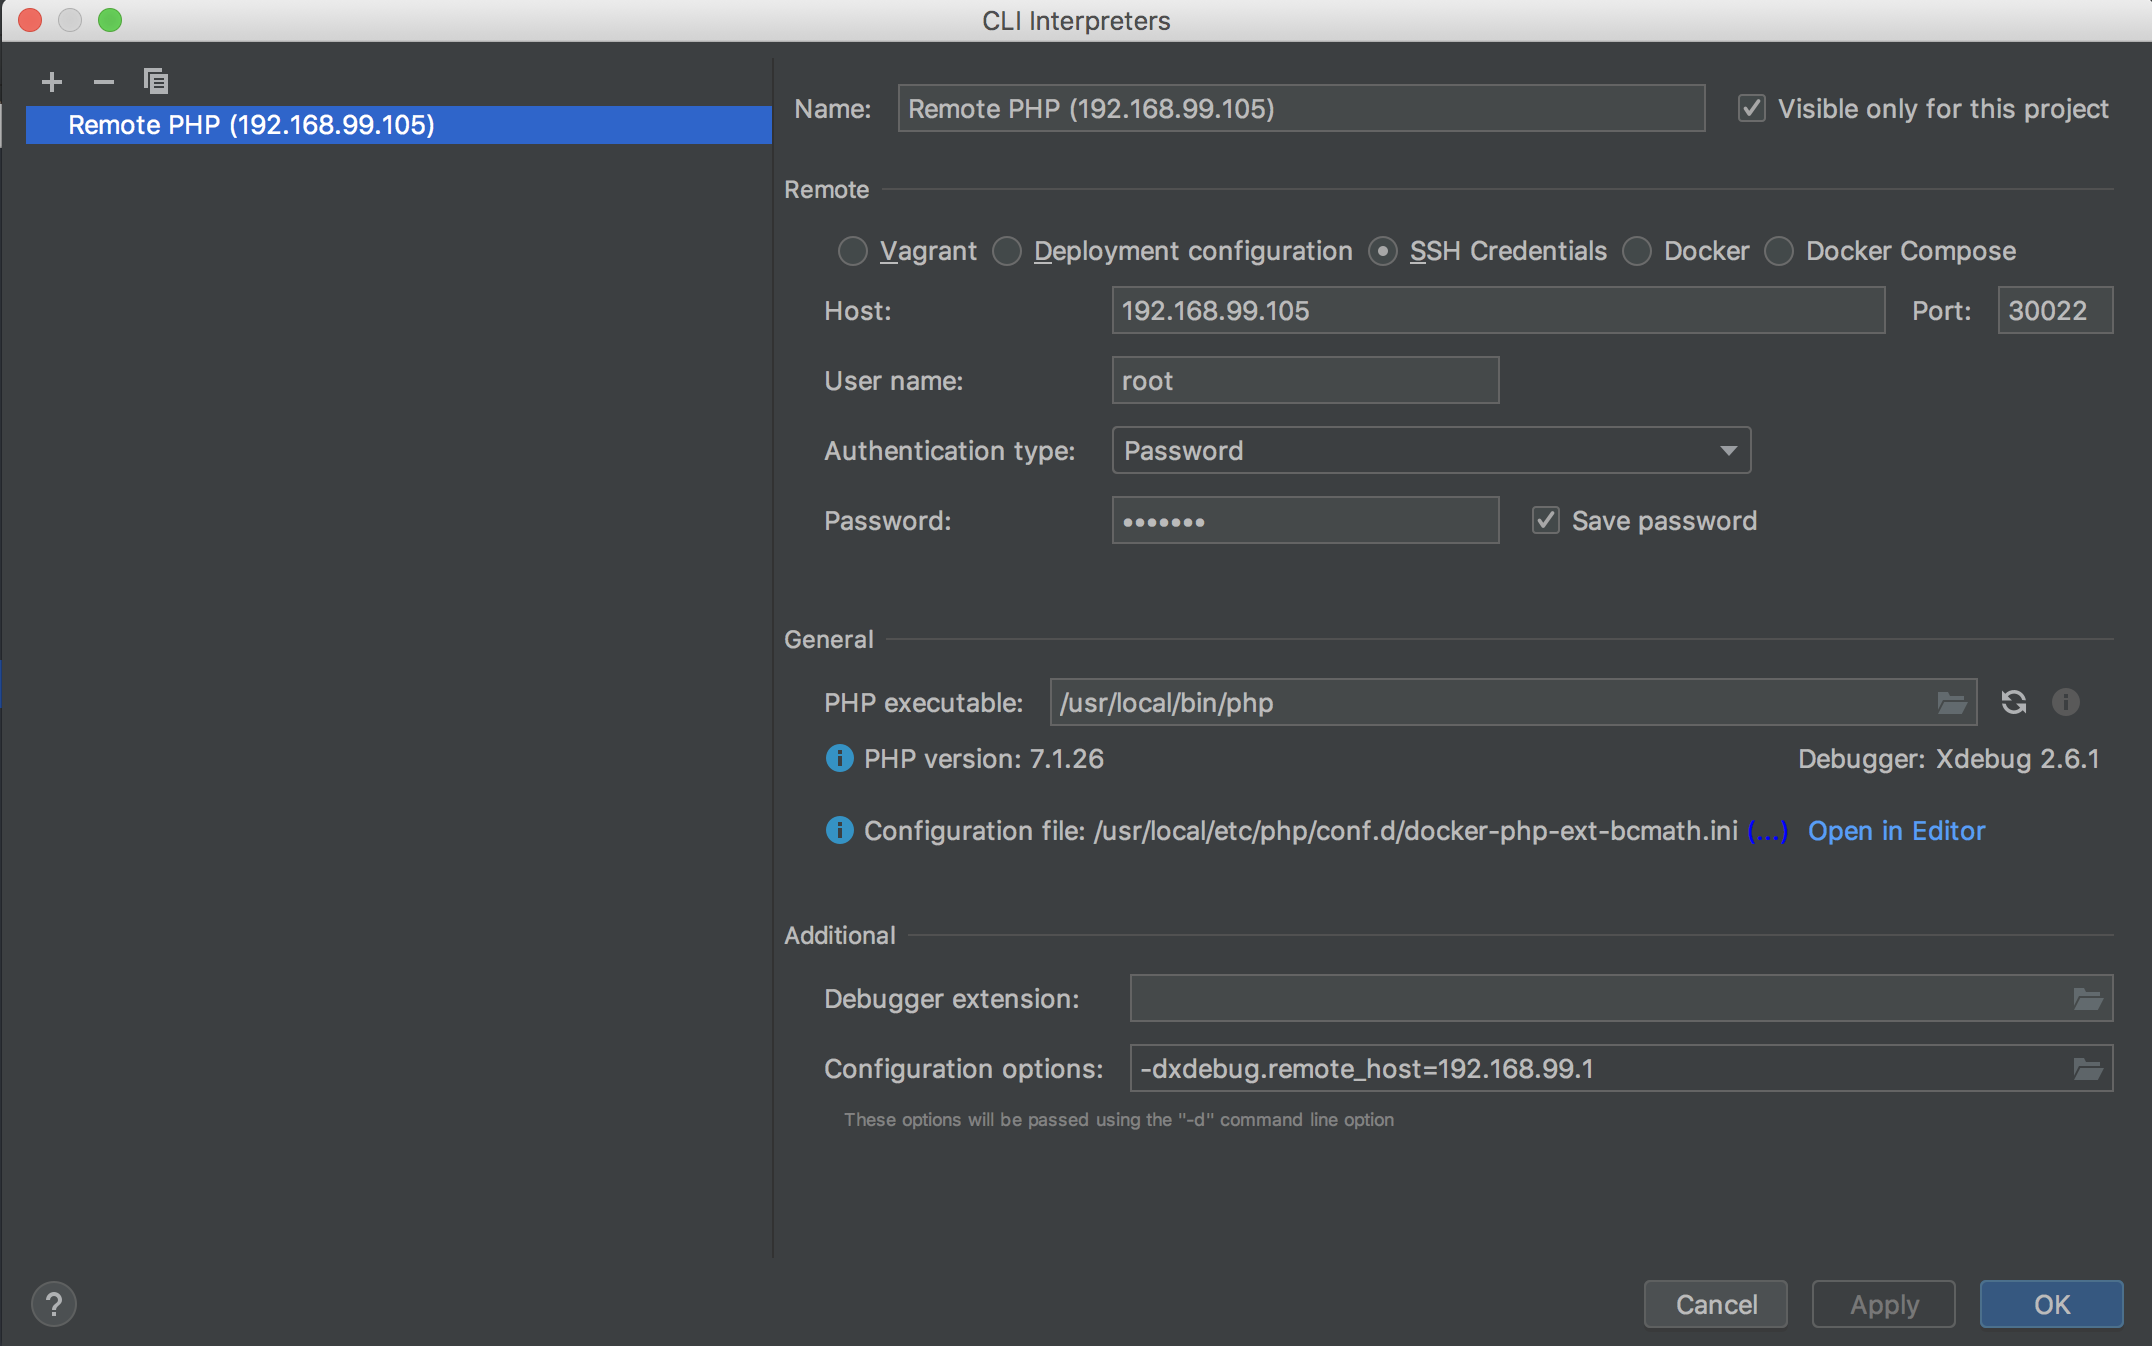 CLI Interpreters
Remote PHP (192.168.99.105)
Name: Remote PHP (192.168.99.105) Visible only for this project
Remote
Vagrant Deployment configuration SSH Credentials Docker Docker Compose
Host: 192.168.99.105 Port: 30022
User name: root
Authentication type: Password
Password: ••••••• Save password
General
PHP executable: /usr/local/bin/php
PHP version: 7.1.26 Debugger: Xdebug 2.6.1
Configuration file: /usr/local/etc/php/conf.d/docker-php-ext-bcmath.ini (...) Open in Editor
Additional
Debugger extension:
Configuration options: -dxdebug.remote_host=192.168.99.1
These options will be passed using the "-d" command line option
? Cancel Apply OK